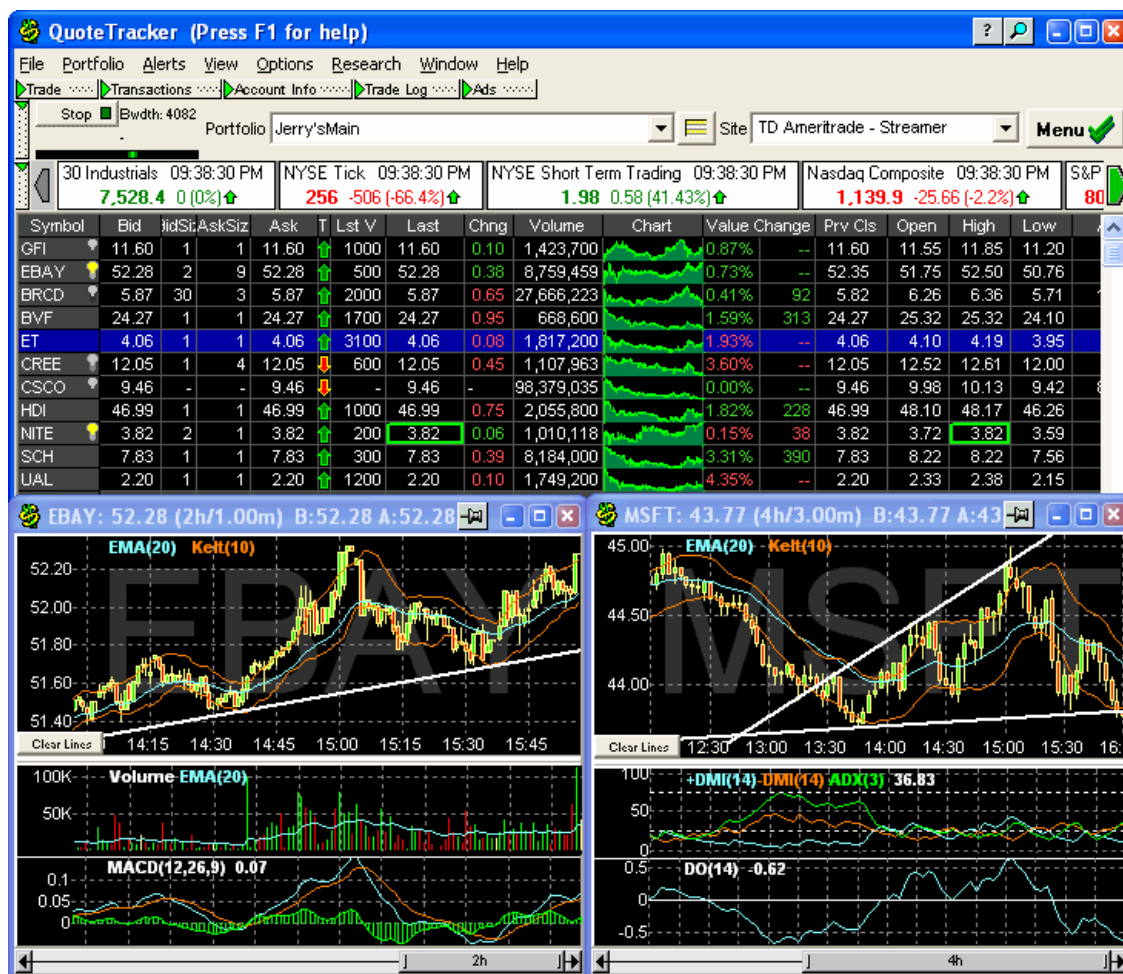 QuoteTracker (Press F1 for help)
File Portfolio Alerts View Options Research Window Help
Trade Transactions Account Info Trade Log Ads
Stop Bwdth: 4082
Portfolio Jerry'sMain Site TD Ameritrade - Streamer Menu
30 Industrials 09:38:30 PM NYSE Tick 09:38:30 PM NYSE Short Term Trading 09:38:30 PM Nasdaq Composite 09:38:30 PM S&P
7,528.4 0 (0%) 256 -506 (-66.4%) 1.98 0.58 (41.43%) 1,139.9 -25.66 (-2.2%) 80
Symbol Bid BidSiz AskSiz Ask T Lst V Last Chng Volume Chart Value Change Prv Cls Open High Low
GFI 11.60 1 1 11.60 1000 11.60 0.10 1,423,700 0.87% -- 11.60 11.55 11.85 11.20
EBAY 52.28 2 9 52.28 500 52.28 0.38 8,759,459 0.73% -- 52.35 51.75 52.50 50.76
BRCD 5.87 30 3 5.87 2000 5.87 0.65 27,666,223 0.41% 92 5.82 6.26 6.36 5.71
BVF 24.27 1 1 24.27 1700 24.27 0.95 668,600 1.59% 313 24.27 25.32 25.32 24.10
ET 4.06 1 1 4.06 3100 4.06 0.08 1,817,200 1.93% -- 4.06 4.10 4.19 3.95
CREE 12.05 1 4 12.05 600 12.05 0.45 1,107,963 3.60% -- 12.05 12.52 12.61 12.00
CSCO 9.46 - - 9.46 - 9.46 - 98,379,035 0.00% -- 9.46 9.98 10.13 9.42
HDI 46.99 1 1 46.99 1000 46.99 0.75 2,055,800 1.82% 228 46.99 48.10 48.17 46.26
NITE 3.82 2 1 3.82 200 3.82 0.06 1,010,118 0.15% 38 3.82 3.72 3.82 3.59
SCH 7.83 1 1 7.83 300 7.83 0.39 8,184,000 3.31% 390 7.83 8.22 8.22 7.56
UAL 2.20 1 1 2.20 1200 2.20 0.10 1,749,200 4.35% -- 2.20 2.33 2.38 2.15
EBAY: 52.28 (2h/1.00m) B:52.28 A:52.28
EMA(20) Kelt(10)
EBAY
52.20
52.00
51.80
51.60
51.40
Clear Lines 14:15 14:30 14:45 15:00 15:15 15:30 15:45
Volume EMA(20)
100K
50K
MACD(12,26,9) 0.07
0.1
0.05
0
2h
MSFT: 43.77 (4h/3.00m) B:43.77 A:43
EMA(20) Kelt(10)
MSFT
45.00
44.50
44.00
Clear Lines 12:30 13:00 13:30 14:00 14:30 15:00 15:30 16:
+DMI(14) -DMI(14) ADX(3) 36.83
100
50
0
DO(14) -0.62
0.5
0
-0.5
4h